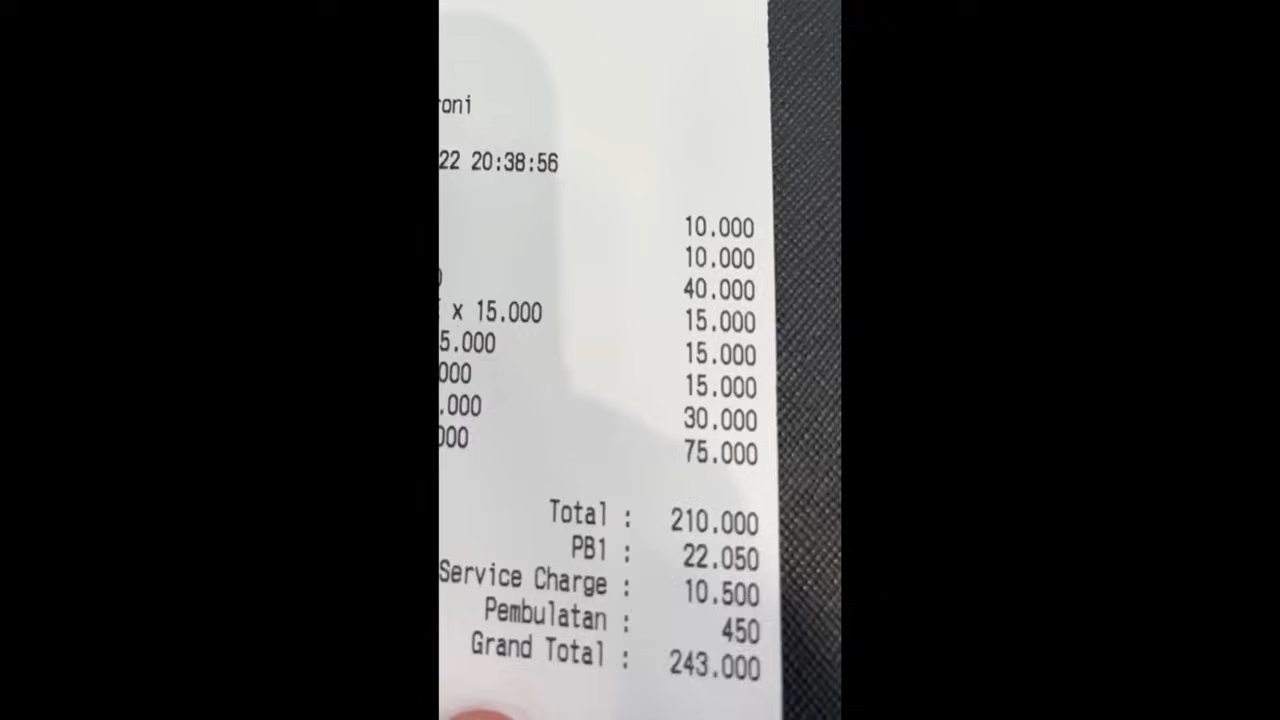 roni
22 20:38:56
10.000
10.000
40.000
x 15.000 15.000
5.000 15.000
000 15.000
.000 30.000
000 75.000
Total : 210.000
PB1 : 22.050
Service Charge : 10.500
Pembulatan : 450
Grand Total : 243.000